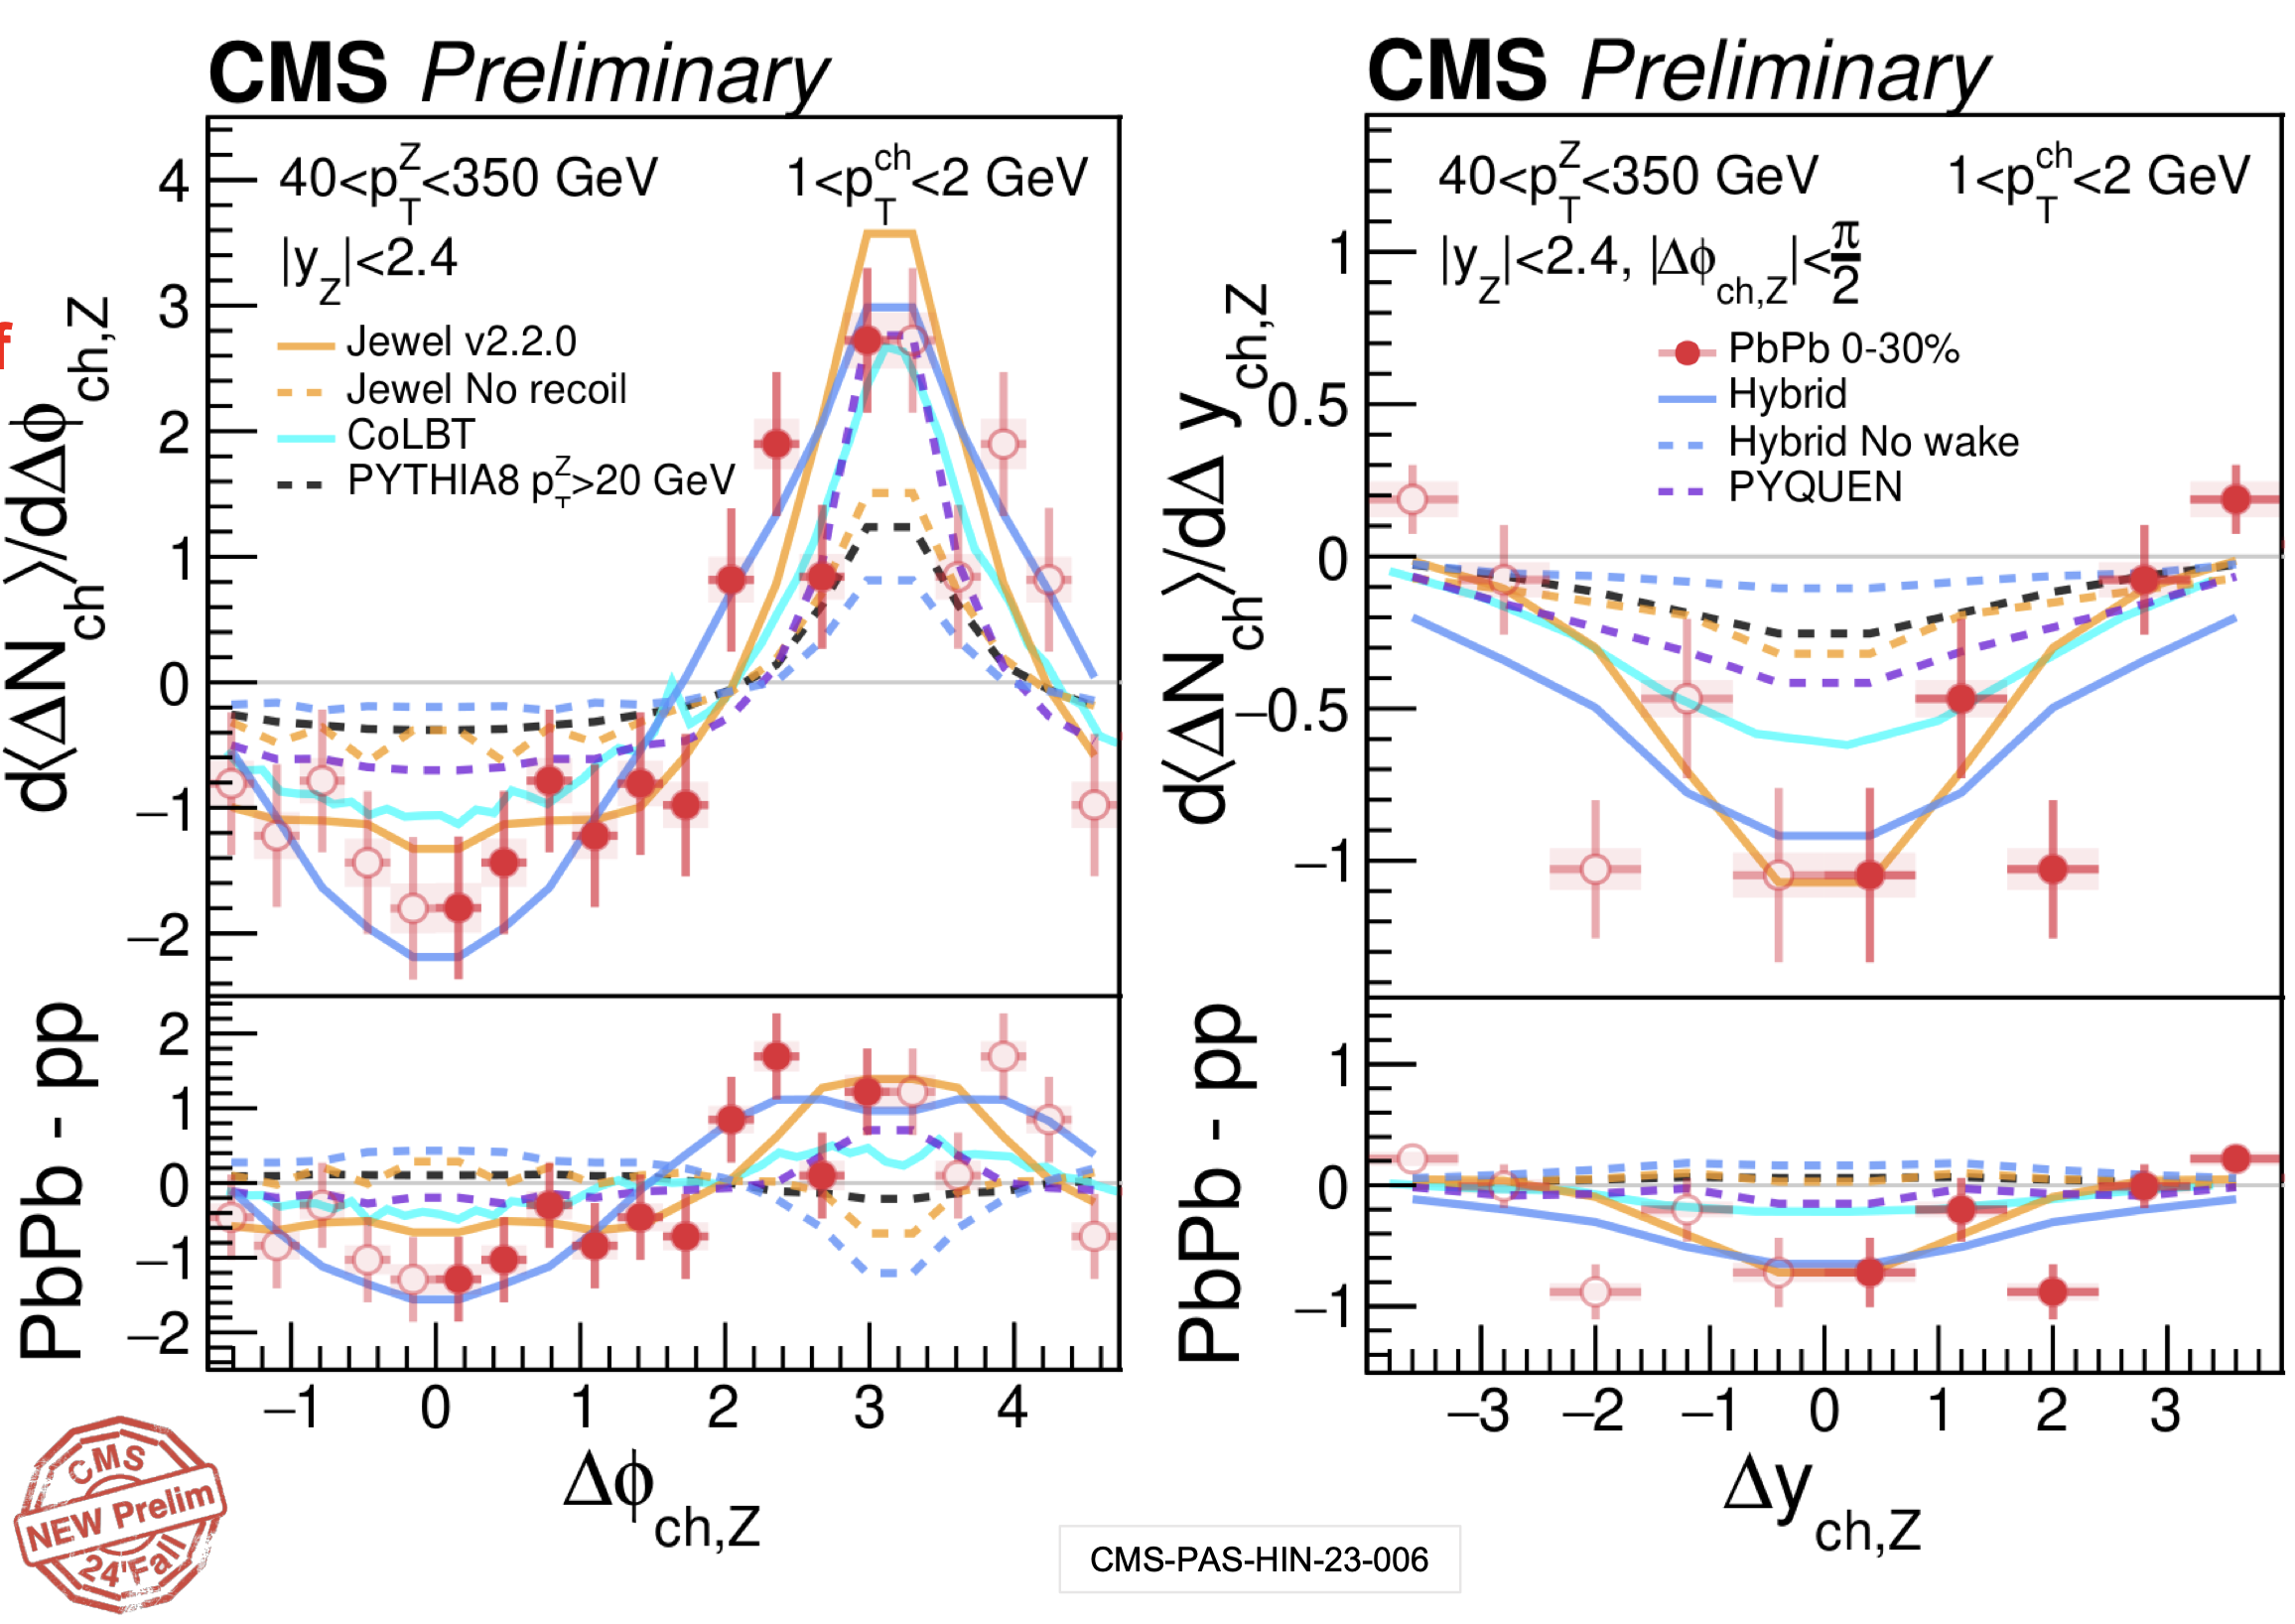 CMS Preliminary
40<p_T^Z<350 GeV
1<p_T^ch<2 GeV
|y_Z|<2.4
Jewel v2.2.0
Jewel No recoil
CoLBT
PYTHIA8 p_T^Z>20 GeV
d⟨ΔN_ch⟩/dΔϕ_ch,Z
4
3
2
1
0
−1
−2
PbPb - pp
2
1
0
−1
−2
−1 0 1 2 3 4
Δϕ_ch,Z
CMS Preliminary
40<p_T^Z<350 GeV
1<p_T^ch<2 GeV
|y_Z|<2.4, |Δϕ_ch,Z|<π/2
PbPb 0-30%
Hybrid
Hybrid No wake
PYQUEN
d⟨ΔN_ch⟩/dΔ y_ch,Z
1
0.5
0
−0.5
−1
PbPb - pp
1
0
−1
−3 −2 −1 0 1 2 3
Δy_ch,Z
f
CMS
NEW Prelim
24'Fall
CMS-PAS-HIN-23-006